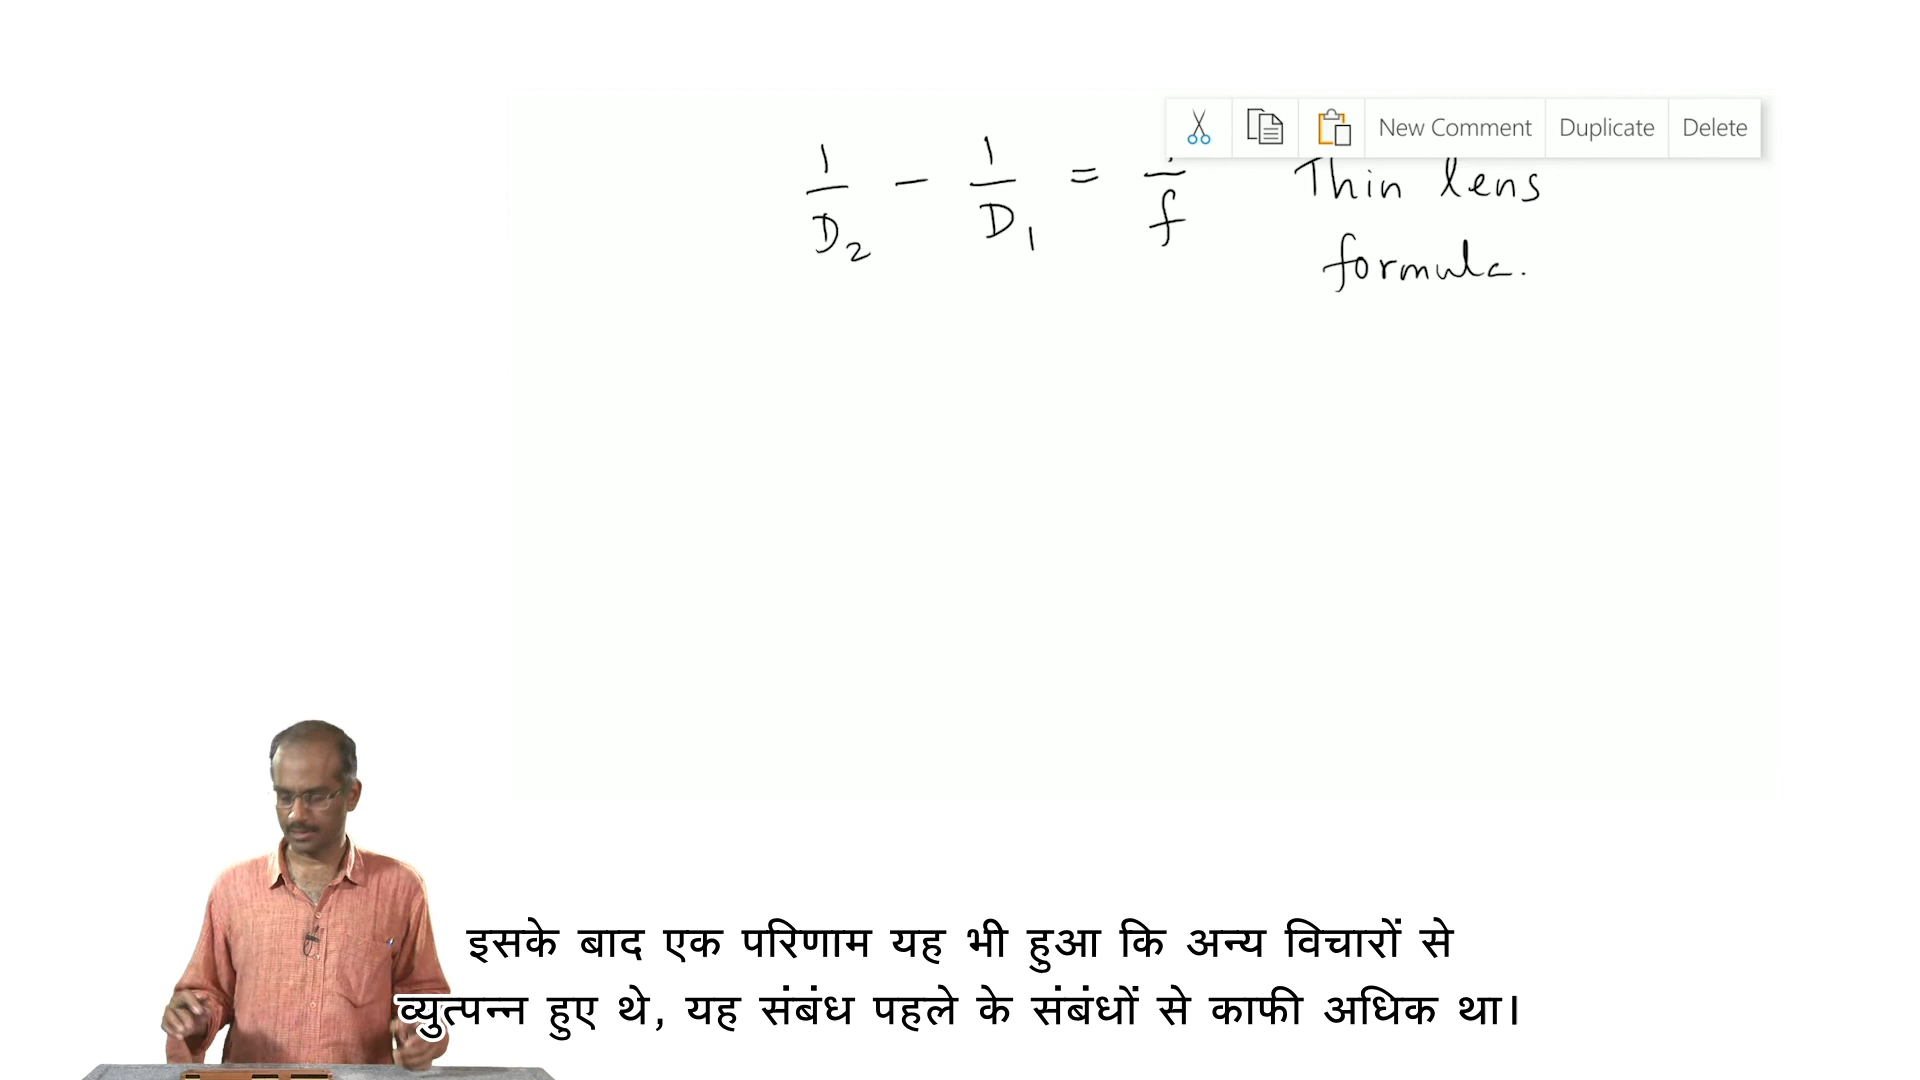 New Comment Duplicate Delete
1/D₂ - 1/D₁ = 1/f Thin lens
formula.
इसके बाद एक परिणाम यह भी हुआ कि अन्य विचारों से
व्युत्पन्न हुए थे, यह संबंध पहले के संबंधों से काफी अधिक था।